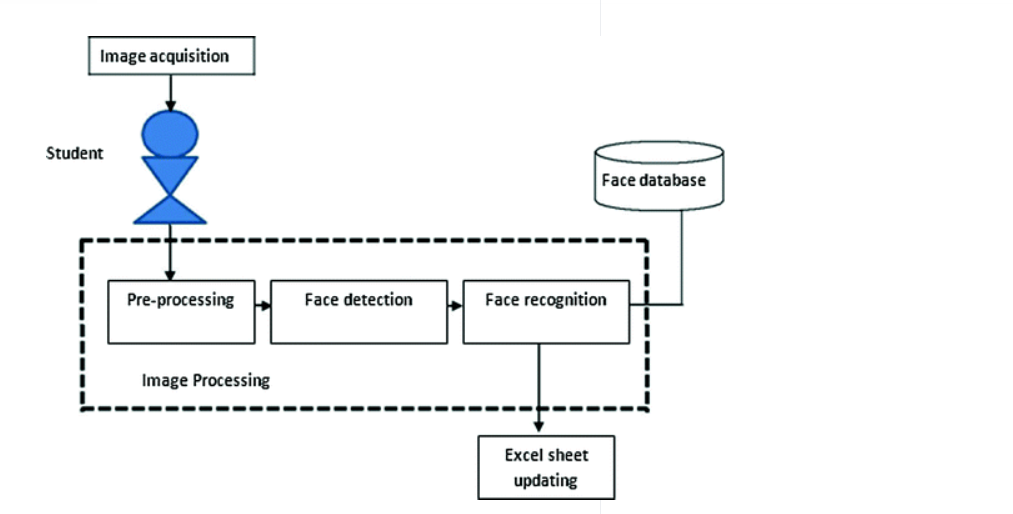 Image acquisition
Student
Face database
Pre-processing
Face detection
Face recognition
Image Processing
Excel sheet
updating